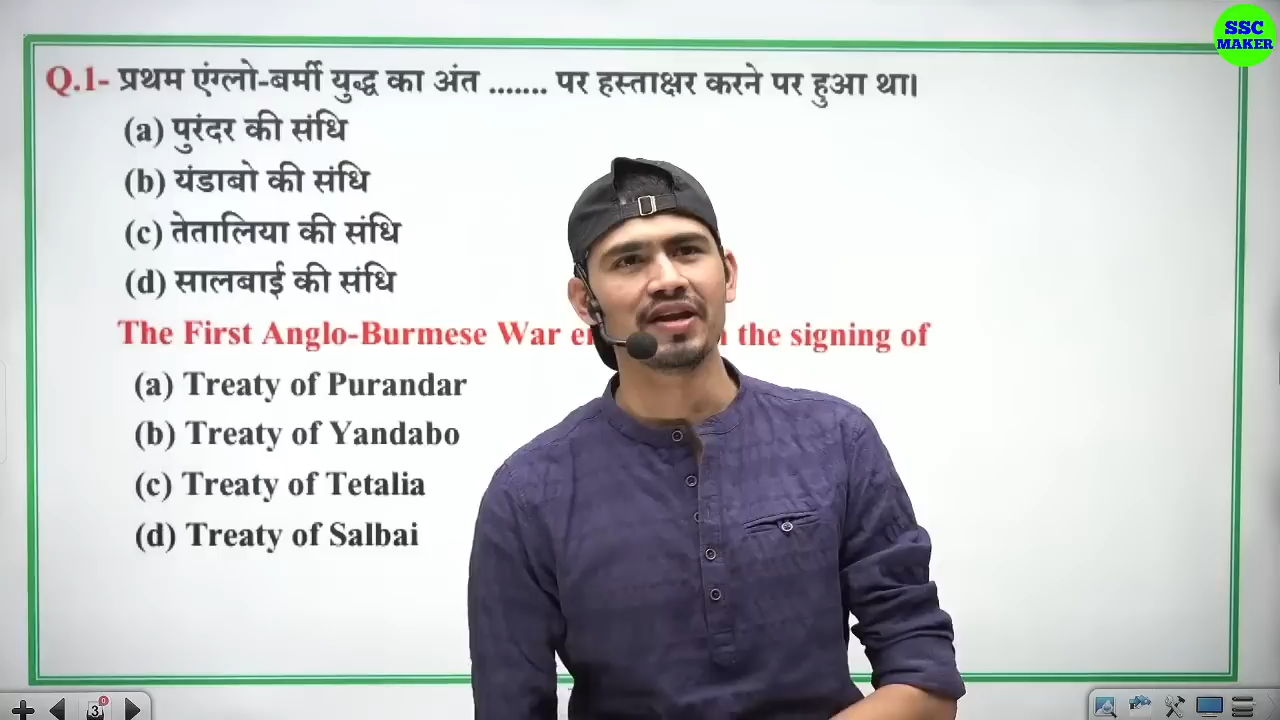 SSC
MAKER
Q.1- प्रथम एंग्लो-बर्मी युद्ध का अंत ....... पर हस्ताक्षर करने पर हुआ था।
(a) पुरंदर की संधि
(b) यंडाबो की संधि
(c) तेतालिया की संधि
(d) सालबाई की संधि
The First Anglo-Burmese War the signing of
(a) Treaty of Purandar
(b) Treaty of Yandabo
(c) Treaty of Tetalia
(d) Treaty of Salbai
3
0